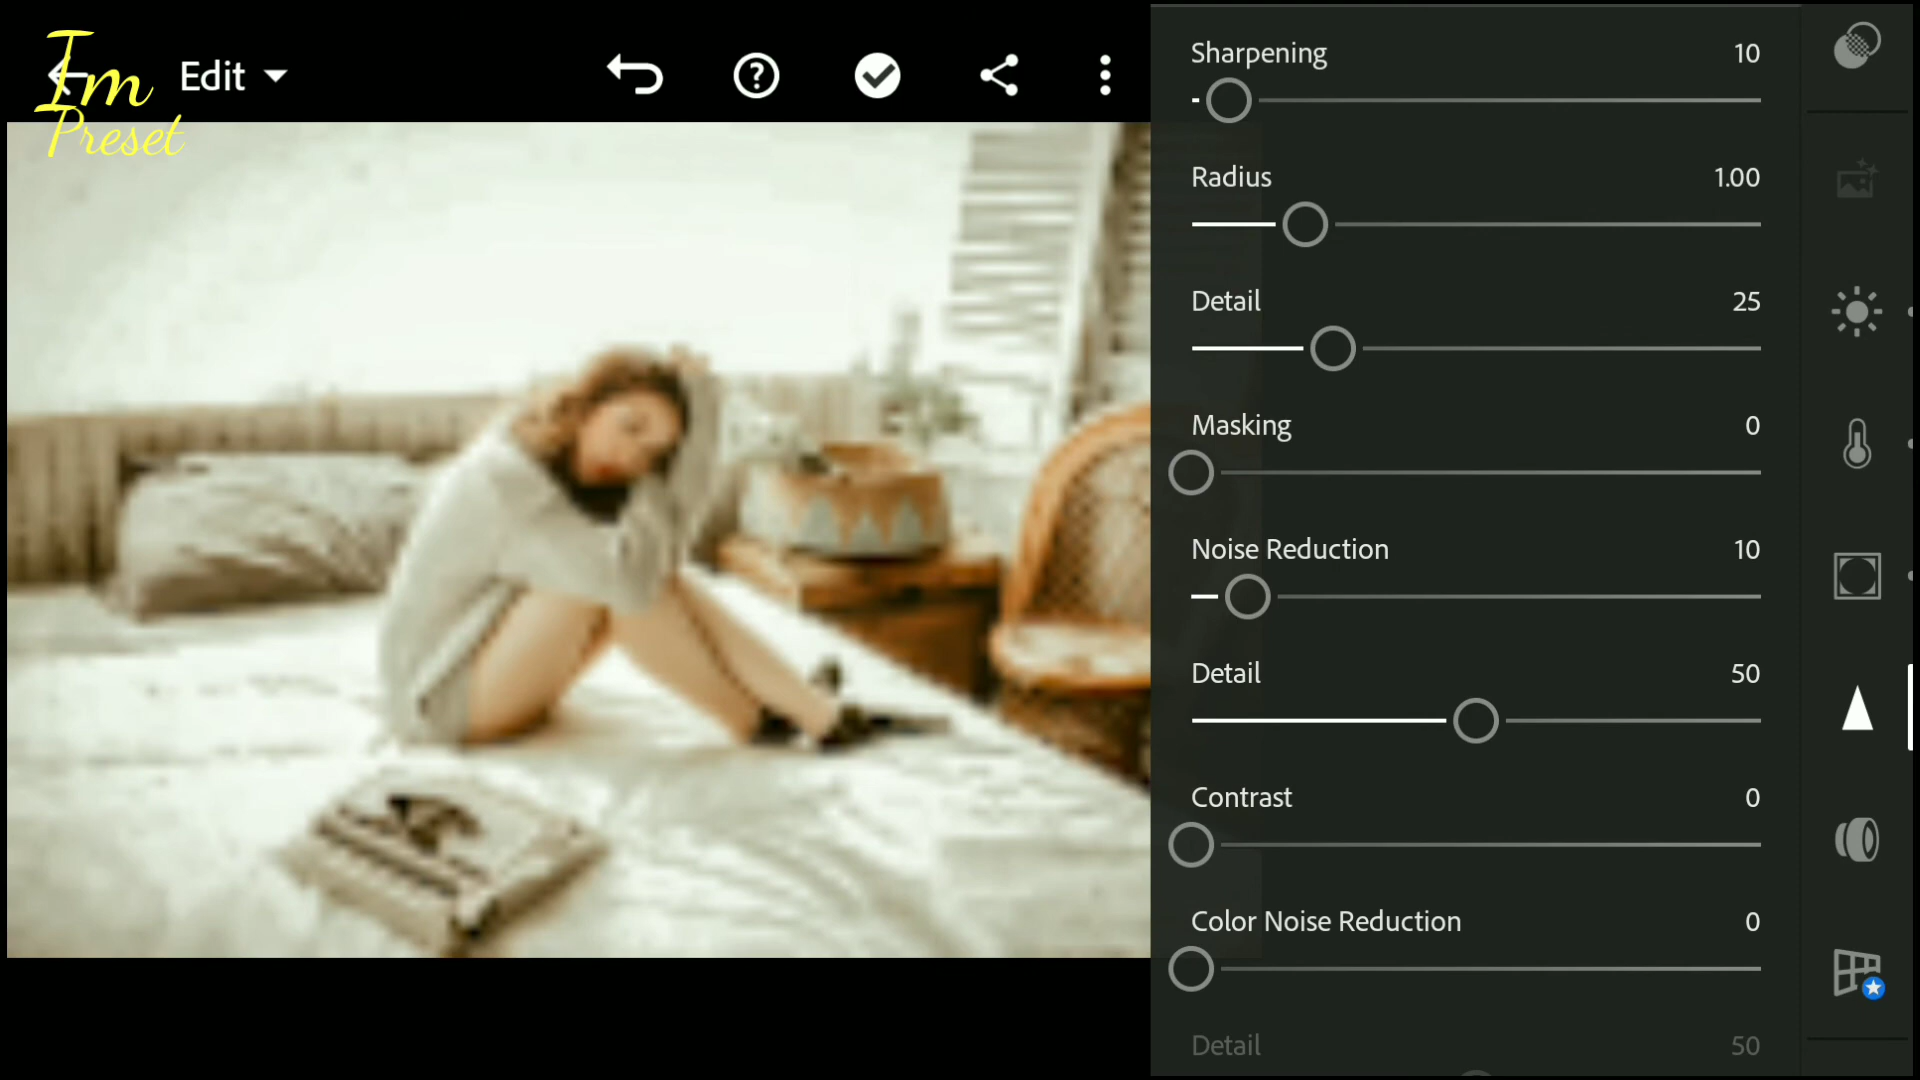 Im
Preset
Edit
Sharpening 10
Radius 1.00
Detail 25
Masking 0
Noise Reduction 10
Detail 50
Contrast 0
Color Noise Reduction 0
Detail 50